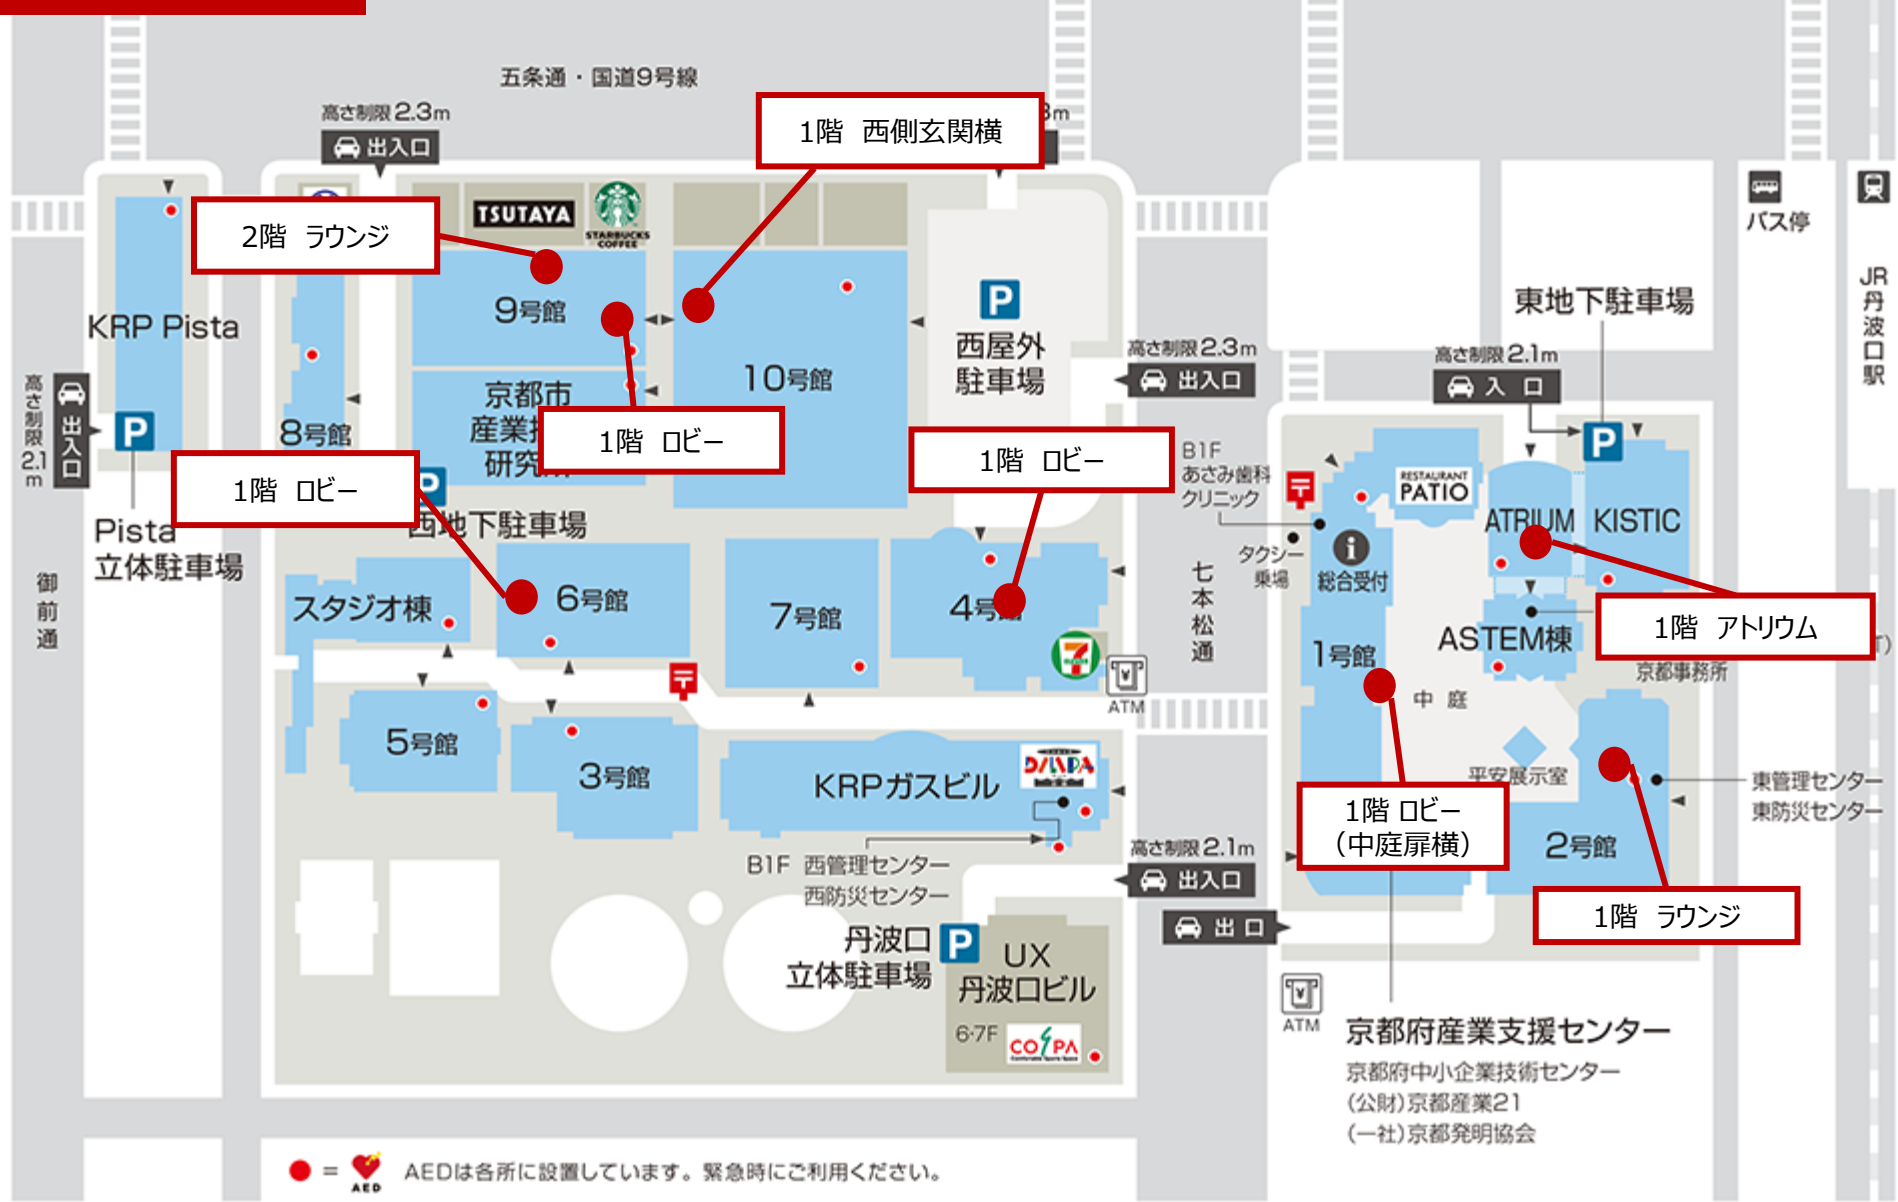 五条通・国道9号線
高さ制限2.3m
出入口
3m
1階 西側玄関横
2階 ラウンジ
TSUTAYA
STARBUCKS
COFFEE
バス停
JR丹波口駅
KRP Pista
9号館
10号館
P
西屋外
駐車場
高さ制限2.3m
出入口
東地下駐車場
高さ制限2.1m
入口
P
高さ制限2.1m
出入口
P
8号館
京都市
産業
研究
1階 ロビー
1階 ロビー
1階 ロビー
P
西地下駐車場
Pista
立体駐車場
B1F
あさみ歯科
クリニック
タクシー
乗場
RESTAURANT
PATIO
ATRIUM
KISTIC
i
総合受付
御前通
スタジオ棟
6号館
7号館
4号
七本松通
1号館
ASTEM棟
1階 アトリウム
T)
京都事務所
中庭
ATM
5号館
3号館
KRPガスビル
平安展示室
東管理センター
東防災センター
1階 ロビー
(中庭扉横)
2号館
1階 ラウンジ
B1F 西管理センター
西防災センター
高さ制限2.1m
出入口
出口
丹波口
立体駐車場
P
UX
丹波口ビル
6・7F
CO PA
ATM
京都府産業支援センター
京都府中小企業技術センター
(公財)京都産業21
(一社)京都発明協会
= AED AEDは各所に設置しています。緊急時にご利用ください。